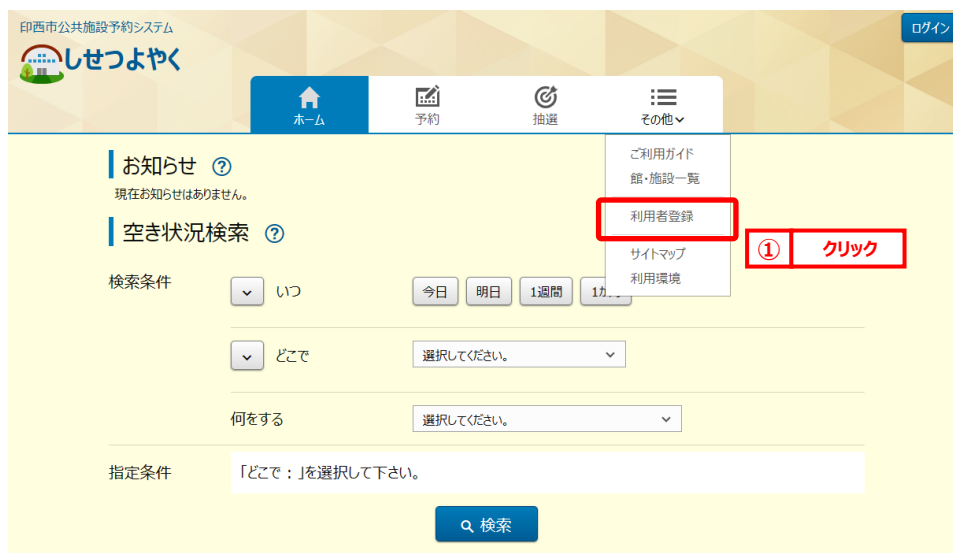 印西市公共施設予約システム
しせつよやく
ログイン
ホーム
予約
抽選
その他
ご利用ガイド
館・施設一覧
利用者登録
サイトマップ
利用環境
① クリック
お知らせ ?
現在お知らせはありません。
空き状況検索 ?
検索条件
いつ 今日 明日 1週間
どこで 選択してください。
何をする 選択してください。
指定条件 「どこで : 」を選択して下さい。
検索